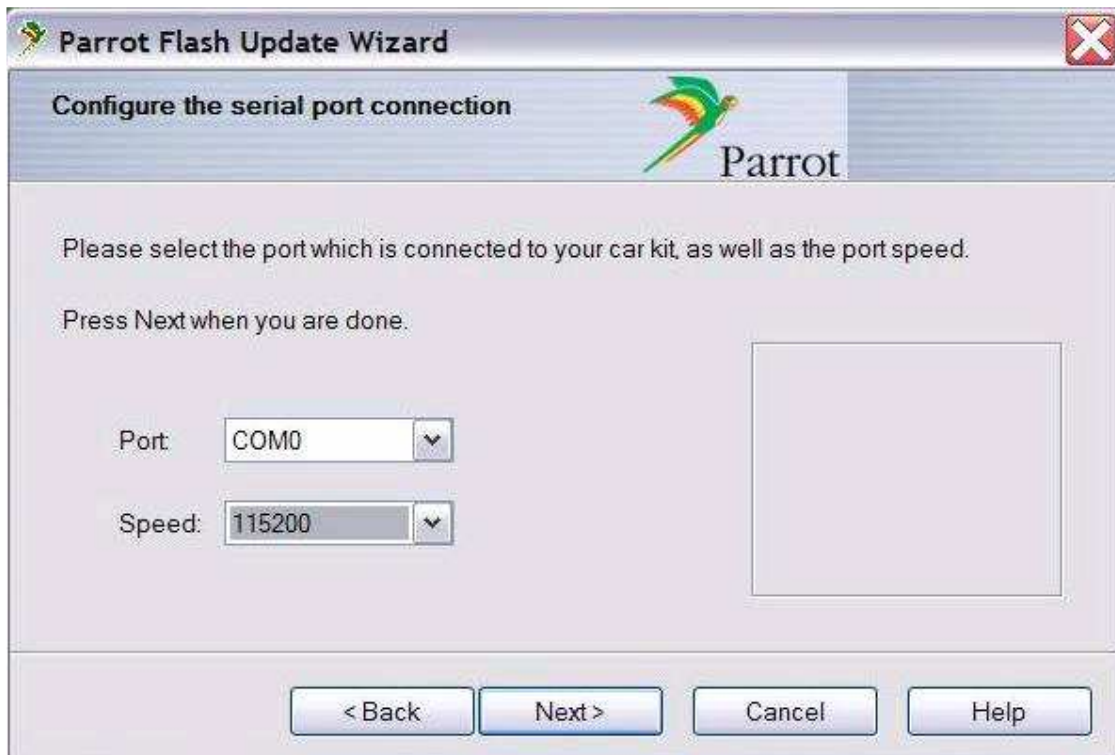 Parrot Flash Update Wizard
Configure the serial port connection
Parrot
Please select the port which is connected to your car kit, as well as the port speed.
Press Next when you are done.
Port:
COM0
Speed:
115200
< Back
Next >
Cancel
Help